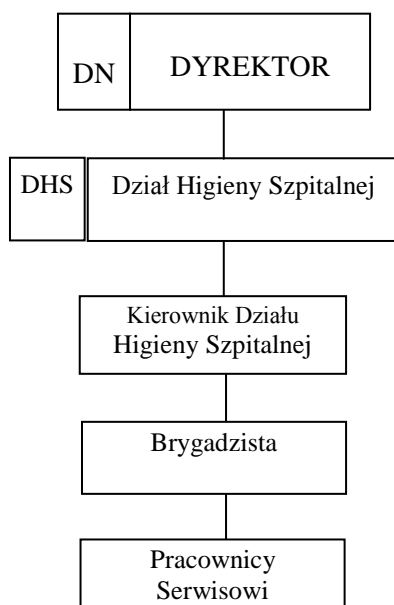 DN
DYREKTOR
DHS
Dział Higieny Szpitalnej
Kierownik Działu
Higieny Szpitalnej
Brygadzista
Pracownicy
Serwisowi